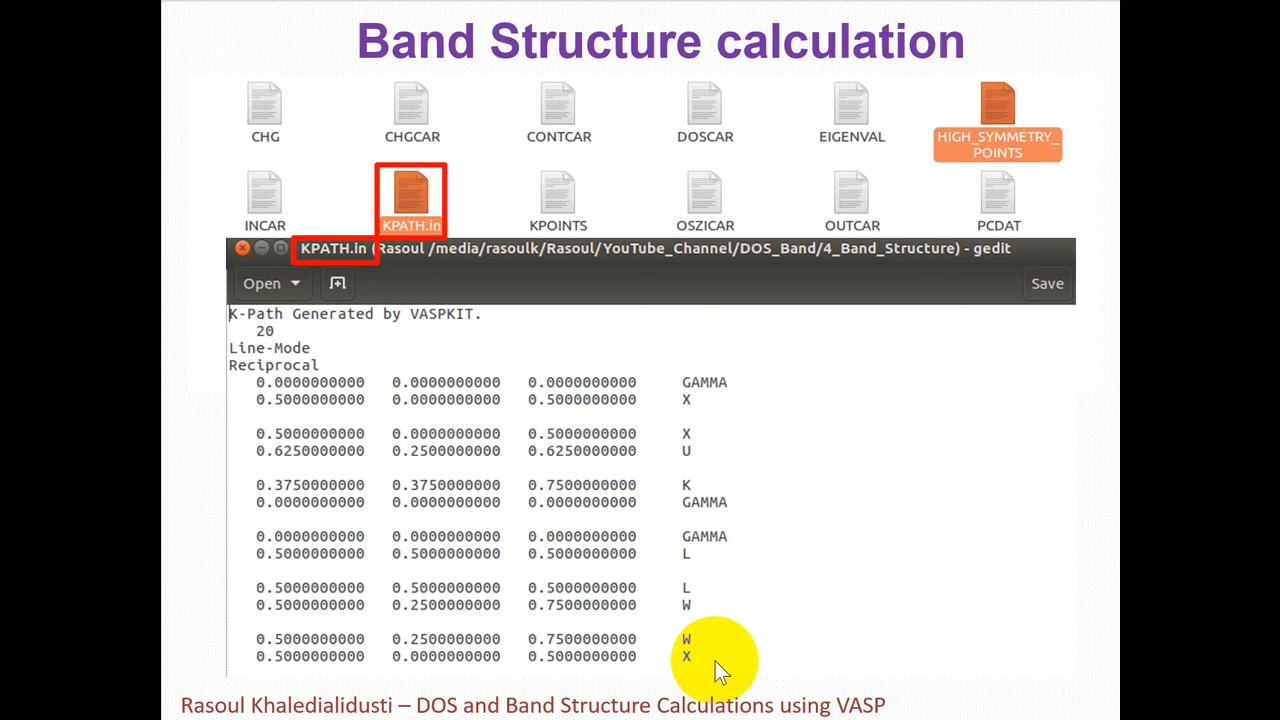 Band Structure calculation
CHG CHGCAR CONTCAR DOSCAR EIGENVAL HIGH_SYMMETRY_
POINTS
INCAR KPATH.in KPOINTS OSZICAR OUTCAR PCDAT
KPATH.in (Rasoul /media/rasoulk/Rasoul/YouTube_Channel/DOS_Band/4_Band_Structure) - gedit
Open Save
K-Path Generated by VASPKIT.
20
Line-Mode
Reciprocal
0.0000000000 0.0000000000 0.0000000000 GAMMA
0.5000000000 0.0000000000 0.5000000000 X
0.5000000000 0.0000000000 0.5000000000 X
0.6250000000 0.2500000000 0.6250000000 U
0.3750000000 0.3750000000 0.7500000000 K
0.0000000000 0.0000000000 0.0000000000 GAMMA
0.0000000000 0.0000000000 0.0000000000 GAMMA
0.5000000000 0.5000000000 0.5000000000 L
0.5000000000 0.5000000000 0.5000000000 L
0.5000000000 0.2500000000 0.7500000000 W
0.5000000000 0.2500000000 0.7500000000 W
0.5000000000 0.0000000000 0.5000000000 X
Rasoul Khaledialidusti – DOS and Band Structure Calculations using VASP